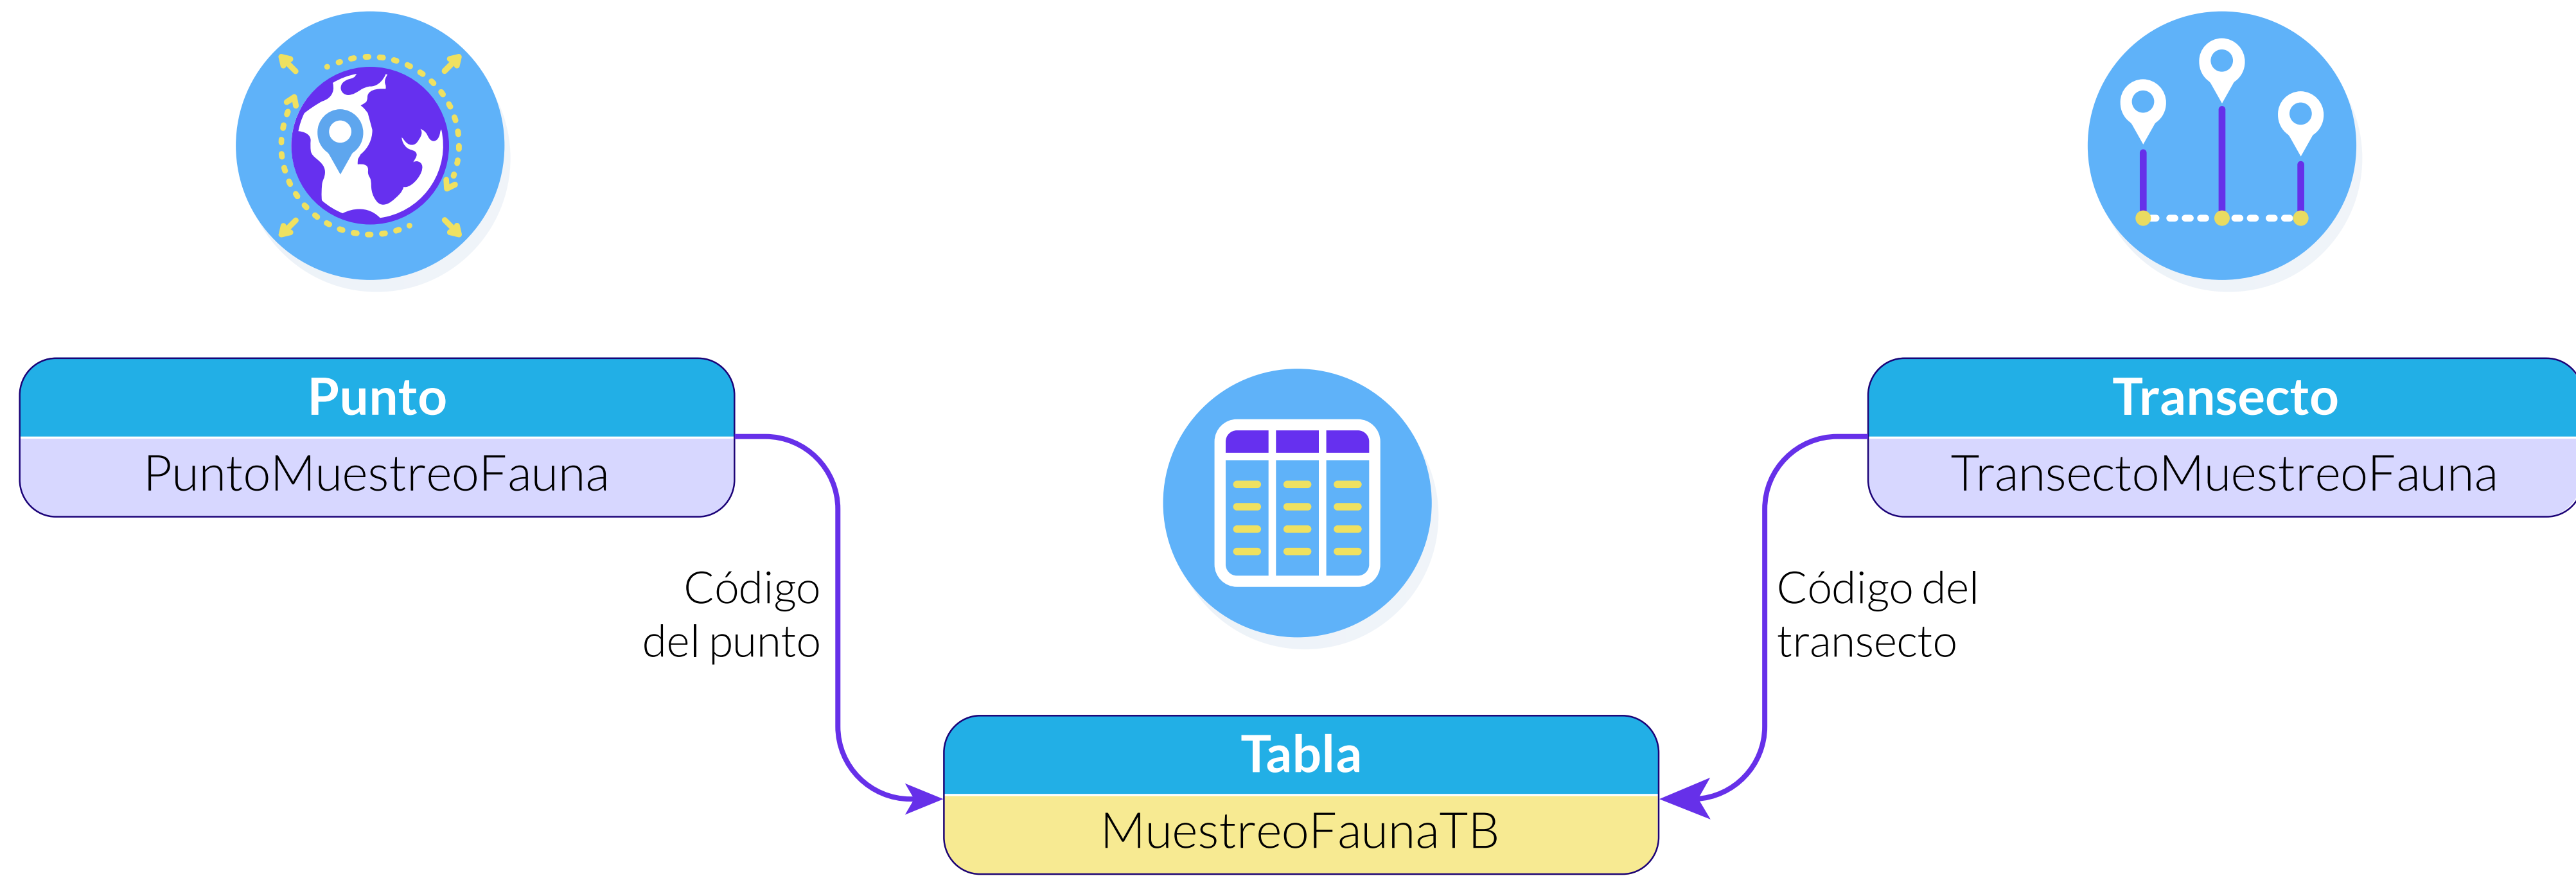 Punto
PuntoMuestreoFauna
Transecto
TransectoMuestreoFauna
Código
del punto
Código del
transecto
Tabla
MuestreoFaunaTB